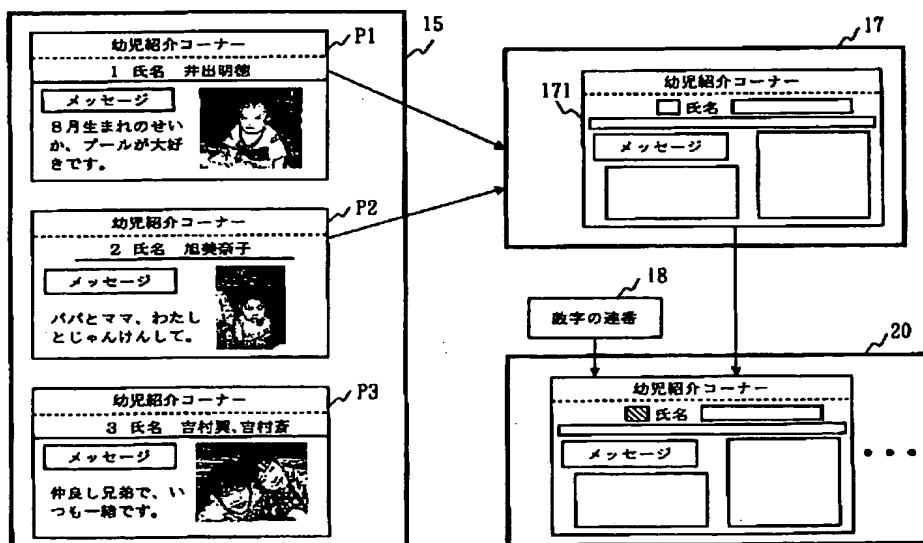 15
幼児紹介コーナー
P1
1 氏名 井出明徳
メッセージ
8月生まれのせい
か、プールが大好
きです。
幼児紹介コーナー
P2
2 氏名 旭美奈子
メッセージ
パパとママ、わたし
とじゃんけんして。
幼児紹介コーナー
P3
3 氏名 吉村 、吉村
メッセージ
仲良し兄弟で、い
つも一緒です。
17
幼児紹介コーナー
171
氏名
メッセージ
18
数字の連番
20
幼児紹介コーナー
氏名
メッセージ
• • •